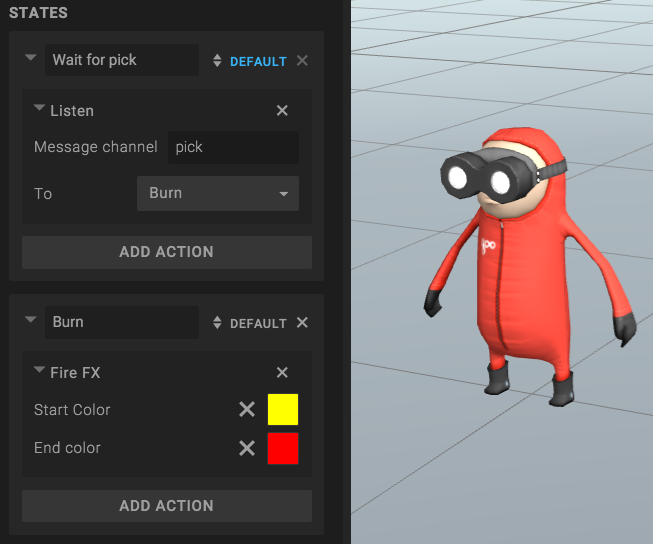 STATES
Wait for pick DEFAULT
Listen
Message channel pick
To Burn
ADD ACTION
Burn DEFAULT
Fire FX
Start Color
End color
ADD ACTION
goo